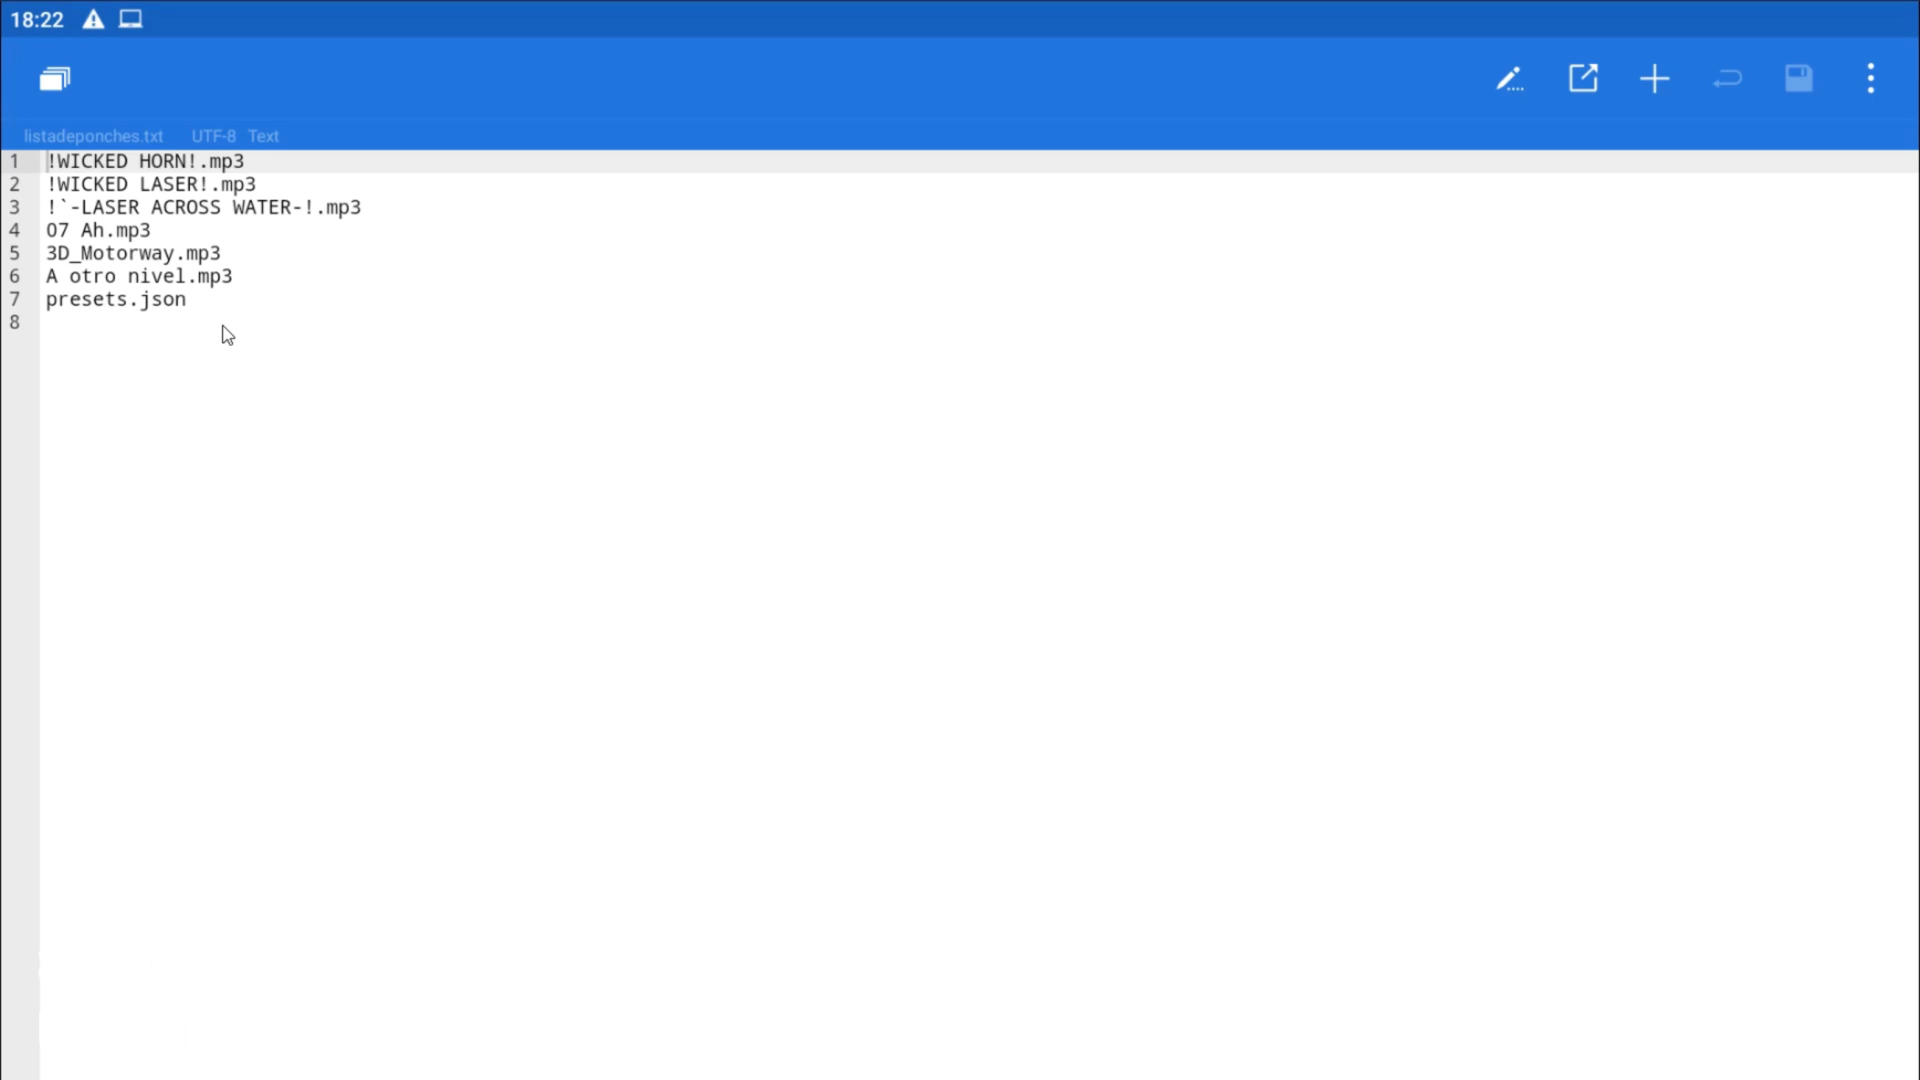 18:22
listadeponches.txt UTF-8 Text
1 !WICKED HORN!.mp3
2 !WICKED LASER!.mp3
3 !`-LASER ACROSS WATER-!.mp3
4 07 Ah.mp3
5 3D_Motorway.mp3
6 A otro nivel.mp3
7 presets.json
8